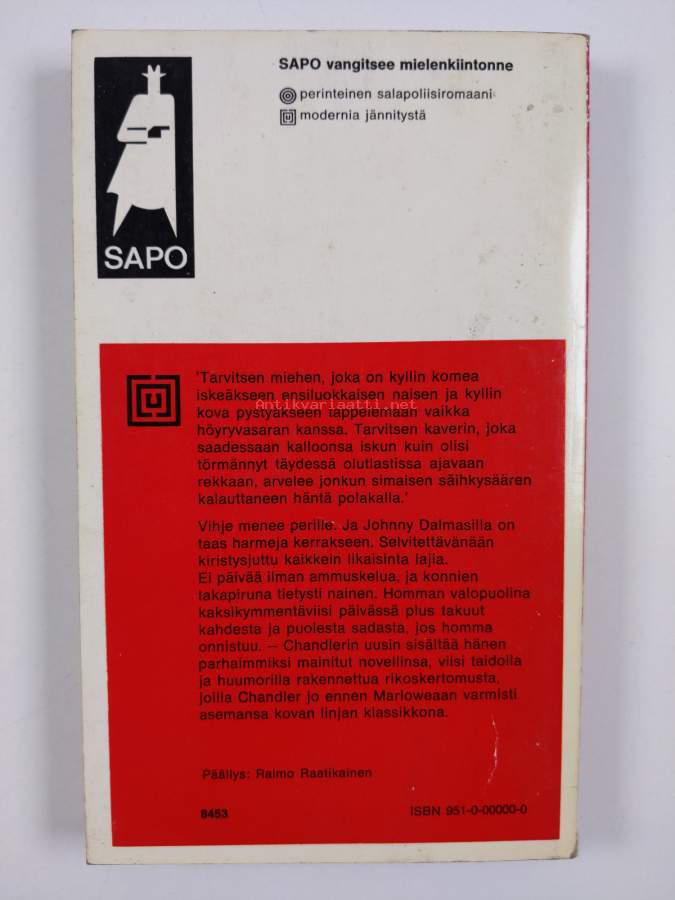 SAPO vangitsee mielenkiintonne
perinteinen salapoliisiromaani
modernia jännitystä
SAPO
'Tarvitsen miehen, joka on kyllin komea
iskeäkseen ensiluokkaisen naisen ja kyllin
Antikvariaatti.net
kova pystyäkseen tappelemaan vaikka
höyryvasaran kanssa. Tarvitsen kaverin, joka
saadessaan kalloonsa iskun kuin olisi
törmännyt täydessä olutlastissa ajavaan
rekkaan, arvelee jonkun simaisen säihkysäären
kalauttaneen häntä polakalla.'
Vihje menee perille. Ja Johnny Dalmasilla on
taas harmeja kerrakseen. Selvitettävänään
kiristysjuttu kaikkein likaisinta lajia.
Ei päivää ilman ammuskelua, ja konnien
takapiruna tietysti nainen. Homman valopuolina
kaksikymmentäviisi päivässä plus takuut
kahdesta ja puolesta sadasta, jos homma
onnistuu. – Chandlerin uusin sisältää hänen
parhaimmiksi mainitut novellinsa, viisi taidolla
ja huumorilla rakennettua rikoskertomusta,
joilla Chandler jo ennen Marloweaan varmisti
asemansa kovan linjan klassikkona.
Päällys: Raimo Raatikainen
8453
ISBN 951-0-00000-0